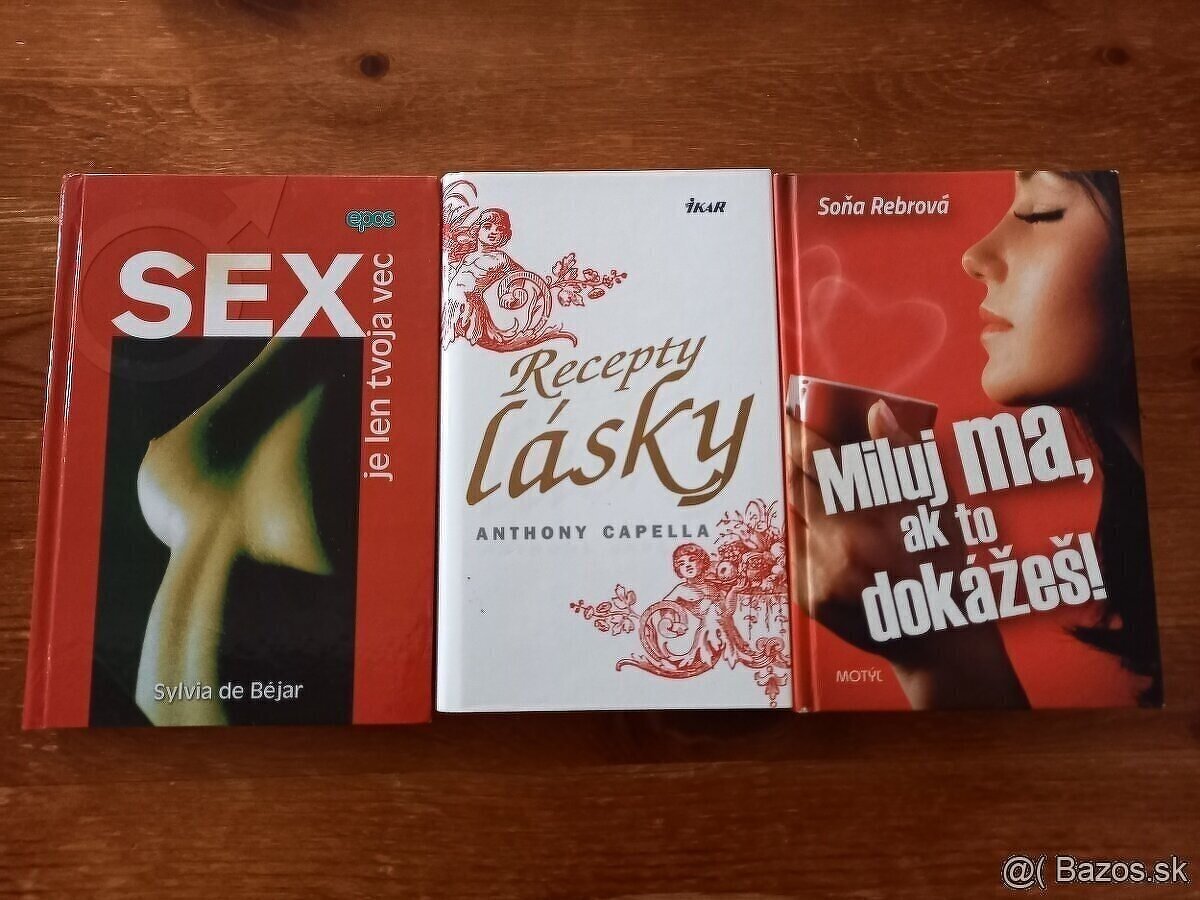 epos
SEX
je len tvoja vec
Sylvia de Béjar
iKAR
Recepty
lásky
ANTHONY CAPELLA
Soňa Rebrová
Miluj ma,
ak to
dokážeš!
MOTÝĽ
@( Bazos.sk